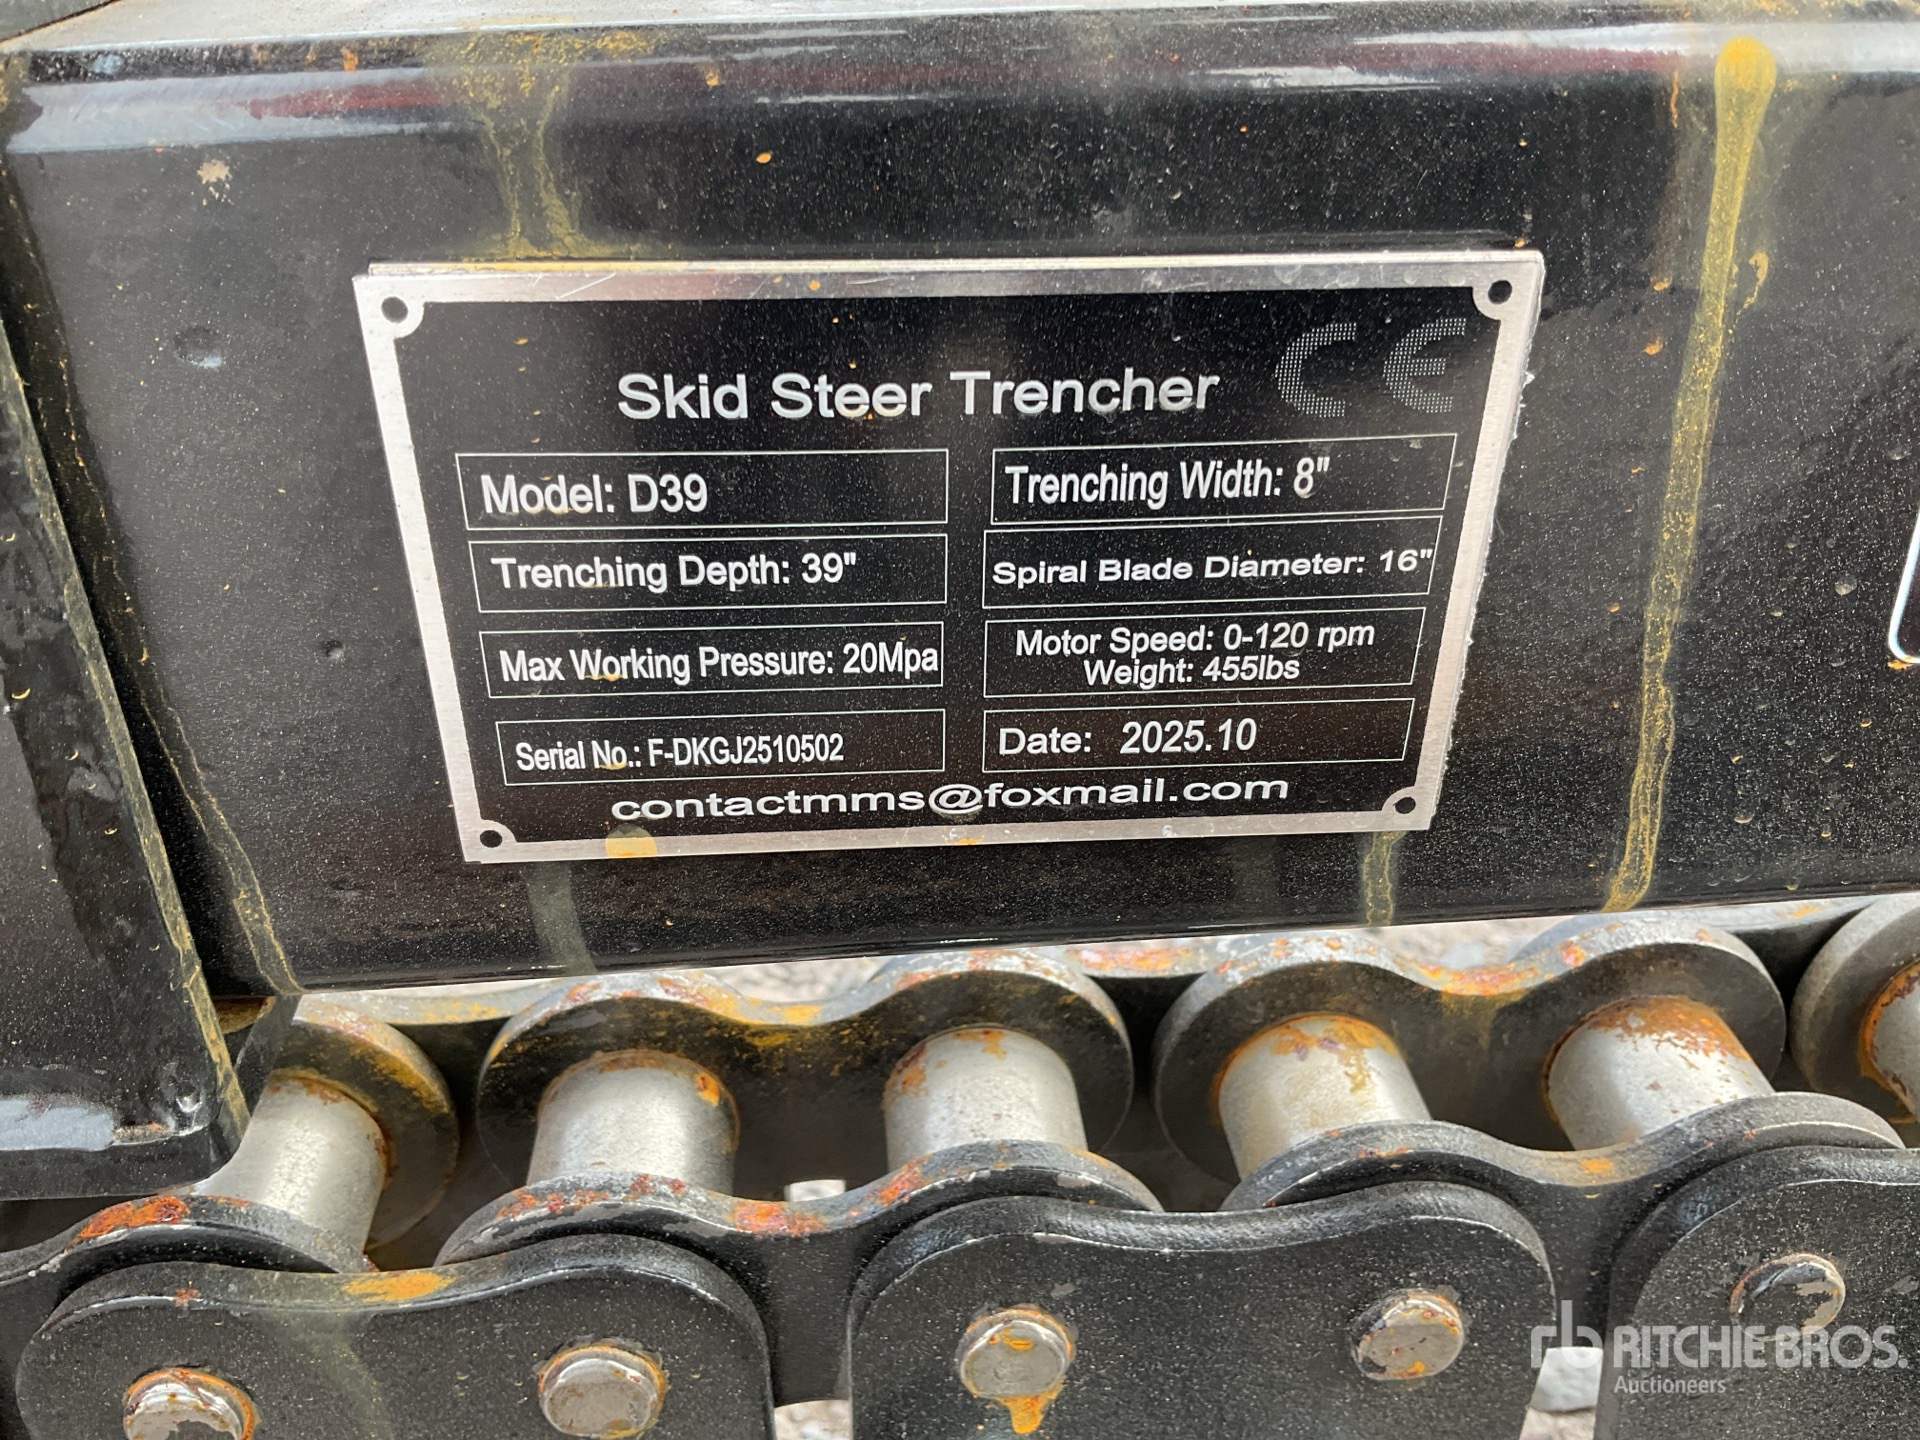 CE
Skid Steer Trencher
Model: D39
Trenching Width: 8"
Trenching Depth: 39"
Spiral Blade Diameter: 16"
Max Working Pressure: 20Mpa
Motor Speed: 0-120 rpm
Weight: 455lbs
Serial No.: F-DKGJ2510502
Date: 2025.10
contactmms@foxmail.com
rb RITCHIE BROS.
Auctioneers